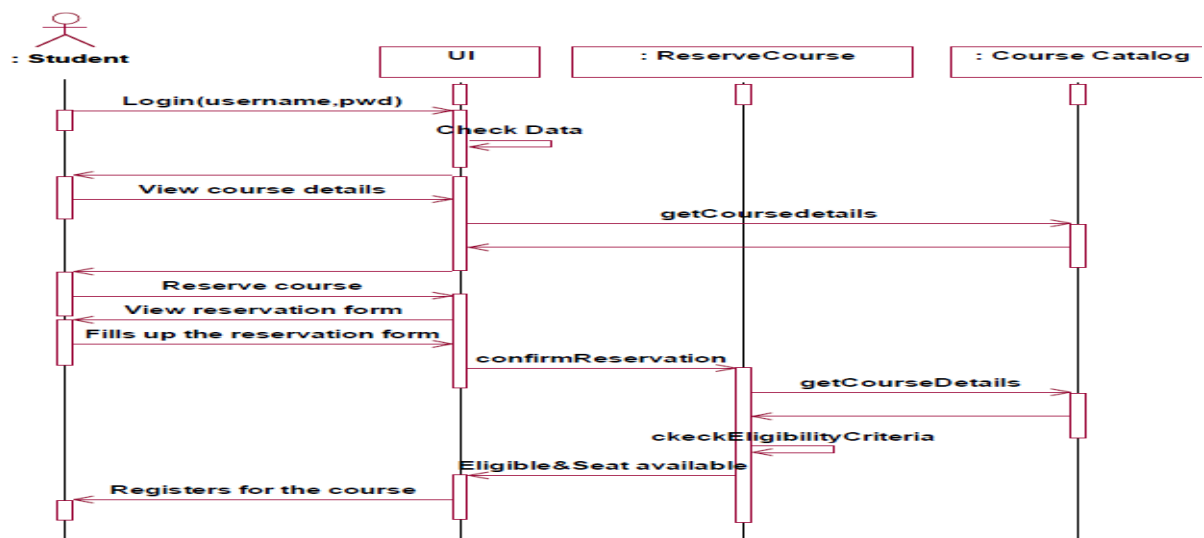 : Student
UI
: ReserveCourse
: Course Catalog
Login(username,pwd)
Check Data
View course details
getCoursedetails
Reserve course
View reservation form
Fills up the reservation form
confirmReservation
getCourseDetails
ckeckEligibilityCriteria
Eligible&Seat available
Registers for the course